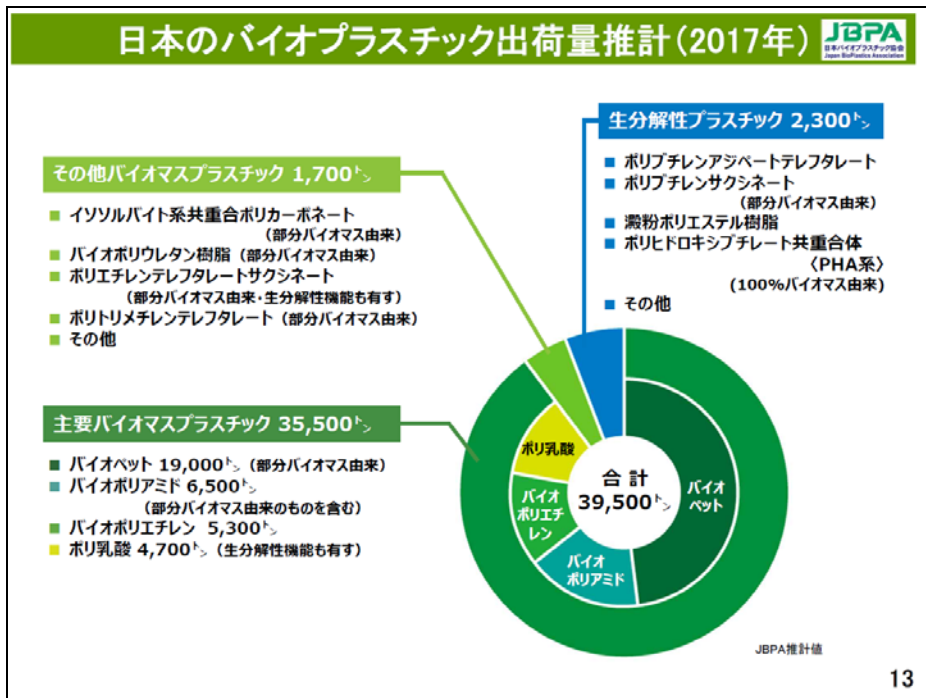 日本のバイオプラスチック出荷量推計(2017年)
JBPA
日本バイオプラスチック協会
Japan BioPlastics Association
生分解性プラスチック 2,300㌧
■ ポリブチレンアジペートテレフタレート
■ ポリブチレンサクシネート
(部分バイオマス由来)
■ 澱粉ポリエステル樹脂
■ ポリヒドロキシブチレート共重合体
〈PHA系〉
(100%バイオマス由来)
■ その他
その他バイオマスプラスチック 1,700㌧
■ イソソルバイト系共重合ポリカーボネート
(部分バイオマス由来)
■ バイオポリウレタン樹脂 (部分バイオマス由来)
■ ポリエチレンテレフタレートサクシネート
(部分バイオマス由来・生分解性機能も有す)
■ ポリトリメチレンテレフタレート (部分バイオマス由来)
■ その他
主要バイオマスプラスチック 35,500㌧
■ バイオペット 19,000㌧ (部分バイオマス由来)
■ バイオポリアミド 6,500㌧
(部分バイオマス由来のものを含む)
■ バイオポリエチレン 5,300㌧
■ ポリ乳酸 4,700㌧ (生分解性機能も有す)
ポリ乳酸
バイオ
ポリエチ
レン
バイオ
ポリアミド
合 計
39,500㌧
バイオ
ペット
JBPA推計値
13